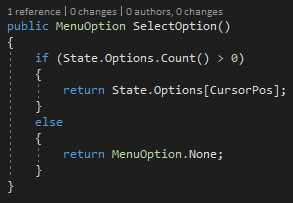 1 reference | 0 changes | 0 authors, 0 changes
public MenuOption SelectOption()
{
    if (State.Options.Count() > 0)
    {
        return State.Options[CursorPos];
    }
    else
    {
        return MenuOption.None;
    }
}